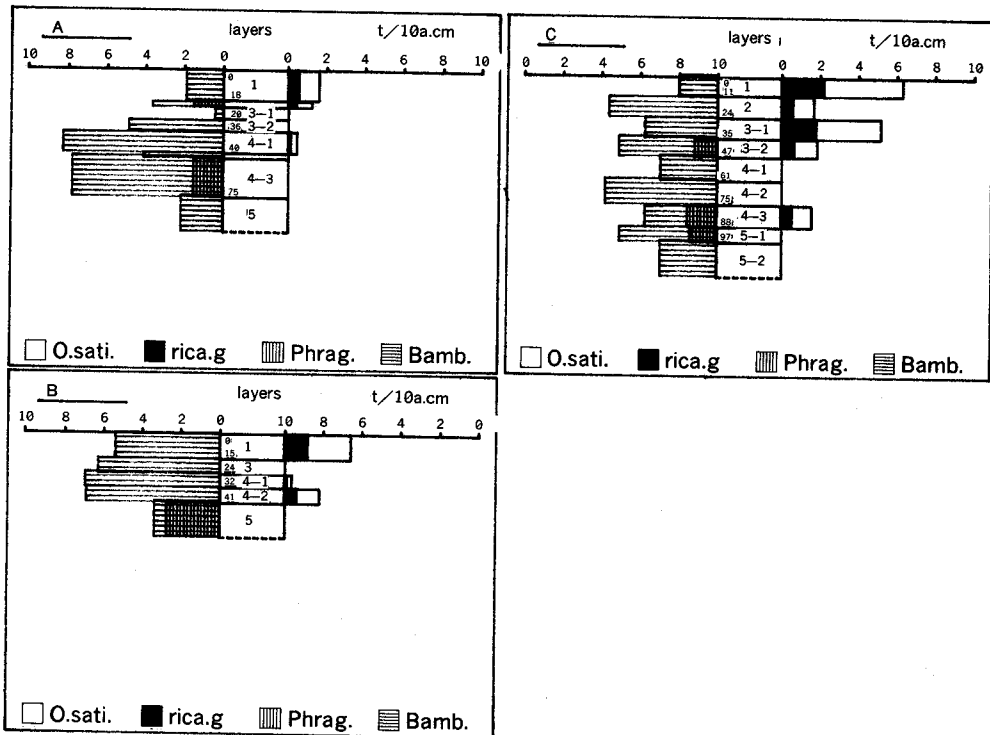 A
layers
t/10a.cm
10 8 6 4 2 0 0 2 4 6 8 10
0
1
18
20 3—1
36 3—2
4—1
40
4—3
75
5
O.sati. rica.g Phrag. Bamb.
C
layers
t/10a.cm
0 2 4 6 8 10 0 2 4 6 8 10
0
1
11
2
24
3—1
35
47 3—2
4—1
61
4—2
75
4—3
88
97 5—1
5—2
O.sati. rica.g Phrag. Bamb.
B
layers
t/10a.cm
10 8 6 4 2 0 10 8 6 4 2 0
0
1
15
24 3
32 4—1
41 4—2
5
O.sati. rica.g Phrag. Bamb.